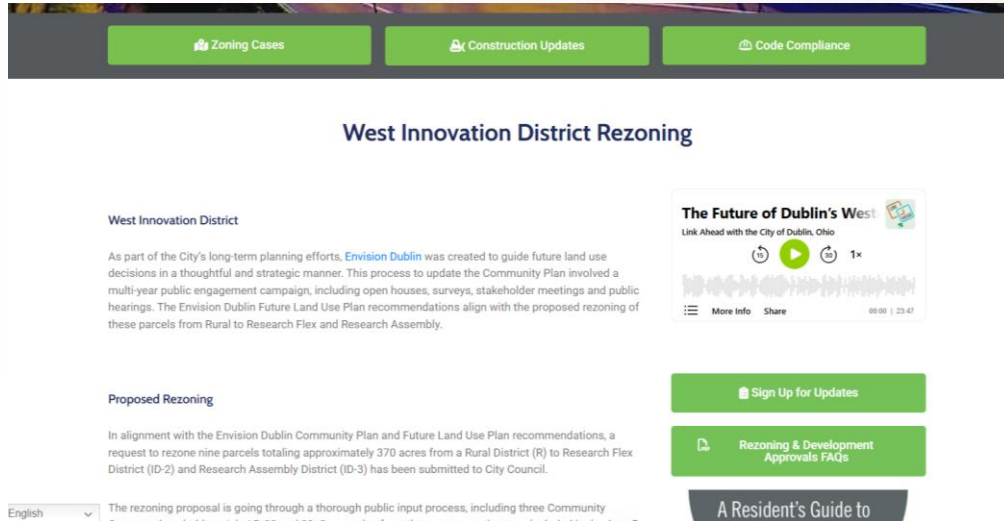 Zoning Cases
Construction Updates
Code Compliance
West Innovation District Rezoning
West Innovation District
As part of the City's long-term planning efforts, Envision Dublin was created to guide future land use
decisions in a thoughtful and strategic manner. This process to update the Community Plan involved a
multi-year public engagement campaign, including open houses, surveys, stakeholder meetings and public
hearings. The Envision Dublin Future Land Use Plan recommendations align with the proposed rezoning of
these parcels from Rural to Research Flex and Research Assembly.
Proposed Rezoning
In alignment with the Envision Dublin Community Plan and Future Land Use Plan recommendations, a
request to rezone nine parcels totaling approximately 370 acres from a Rural District (R) to Research Flex
District (ID-2) and Research Assembly District (ID-3) has been submitted to City Council.
The rezoning proposal is going through a thorough public input process, including three Community
The Future of Dublin's West
Link Ahead with the City of Dublin, Ohio
15
30
1×
More Info
Share
00:00 | 23:47
Sign Up for Updates
Rezoning & Development
Approvals FAQs
A Resident's Guide to
English